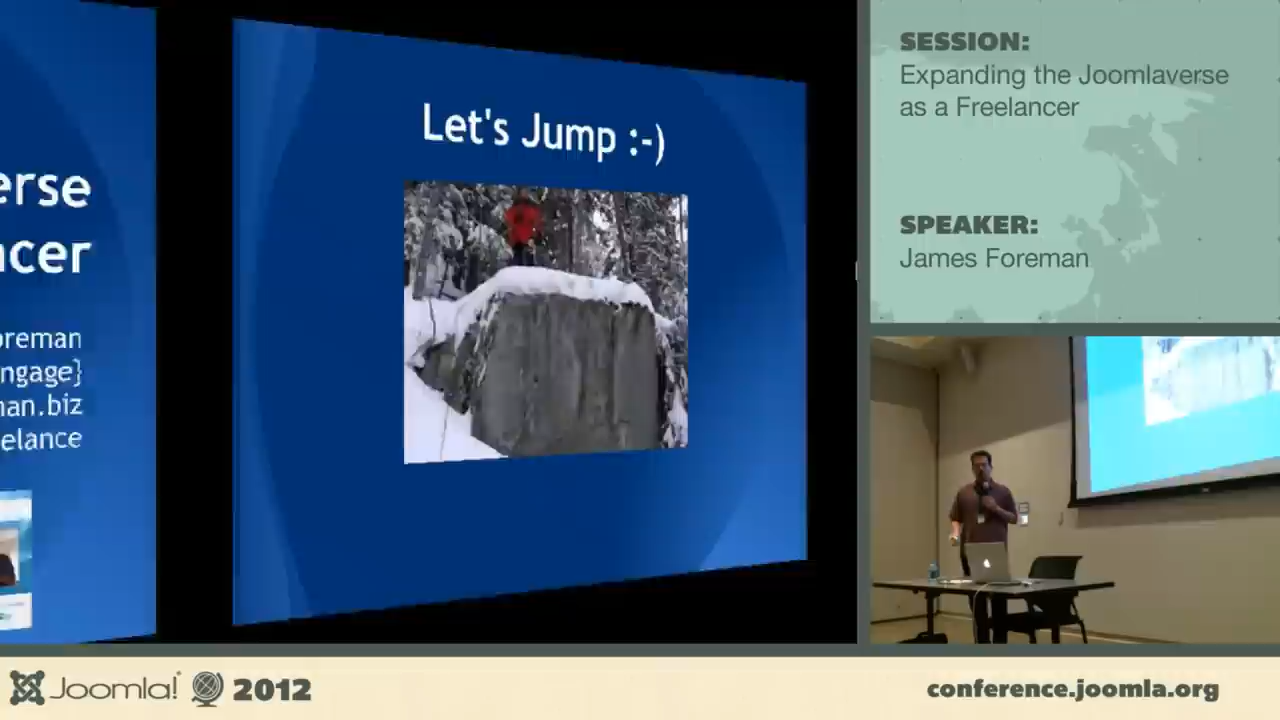 erse
ncer
oreman
ngage}
nan.biz
elance
Let's Jump :-)
SESSION:
Expanding the Joomlaverse
as a Freelancer
SPEAKER:
James Foreman
Joomla! 2012
conference.joomla.org